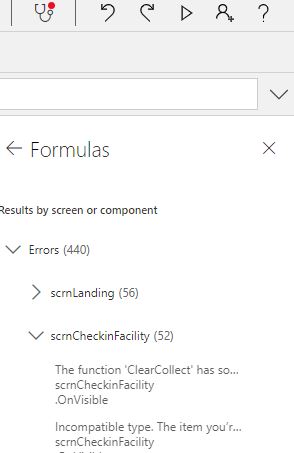 Formulas
Results by screen or component
Errors (440)
scrnLanding (56)
scrnCheckinFacility (52)
The function 'ClearCollect' has so...
scrnCheckinFacility
.OnVisible
Incompatible type. The item you'r...
scrnCheckinFacility
.OnVisible